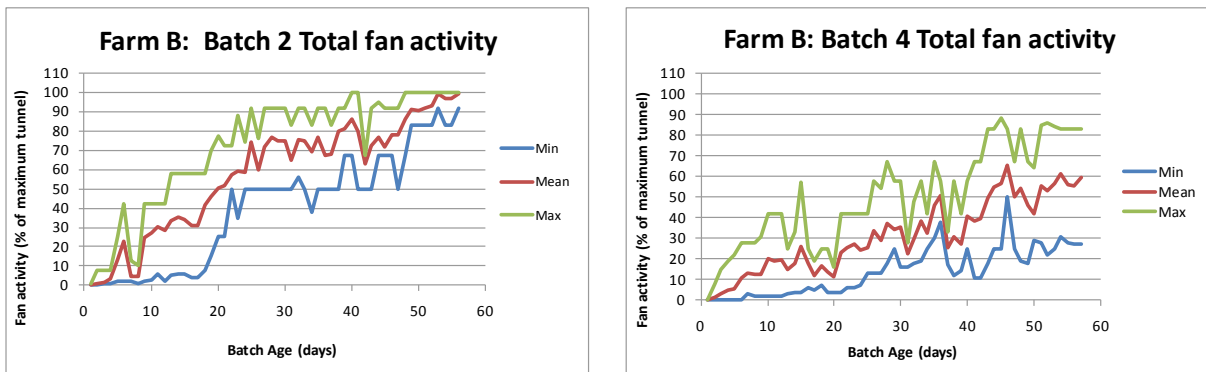 Farm B:  Batch 2 Total fan activity
Fan activity (% of maximum tunnel)
110
100
90
80
70
60
50
40
30
20
10
0
0 10 20 30 40 50 60
Batch Age (days)
Min
Mean
Max
Farm B: Batch 4 Total fan activity
Fan activity (% of maximum tunnel)
110
100
90
80
70
60
50
40
30
20
10
0
0 10 20 30 40 50 60
Batch Age (days)
Min
Mean
Max